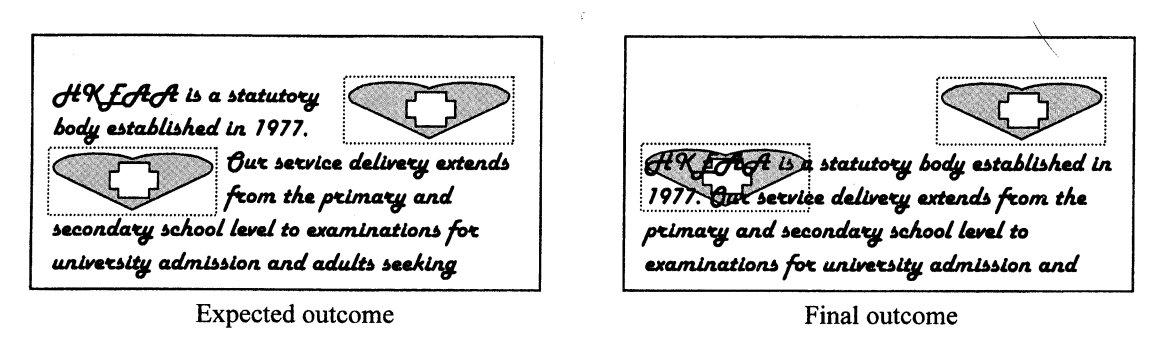 HKEAA is a statutory
body established in 1977.
Our service delivery extends
from the primary and
secondary school level to examinations for
university admission and adults seeking
Expected outcome
HKEAA is a statutory body established in
1977. Our service delivery extends from the
primary and secondary school level to
examinations for university admission and
Final outcome